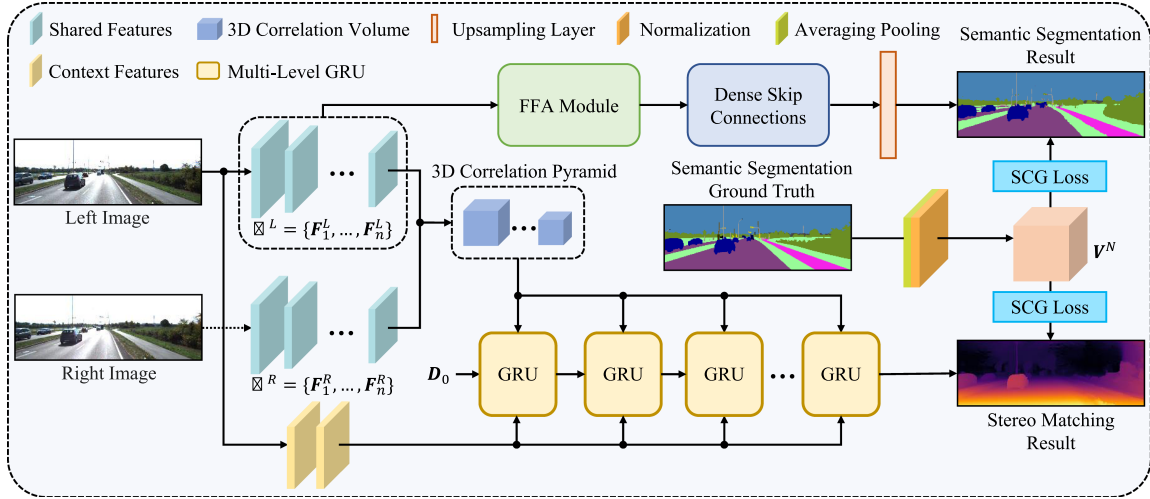 Shared Features
3D Correlation Volume
Upsampling Layer
Normalization
Averaging Pooling
Context Features
Multi-Level GRU
Semantic Segmentation
Result
FFA Module
Dense Skip
Connections
Left Image
ℱ L = {F₁ᴸ, …, Fₙᴸ}
3D Correlation Pyramid
Semantic Segmentation
Ground Truth
SCG Loss
Vᴺ
SCG Loss
Right Image
R = {F₁ᴿ, …, Fₙᴿ}
D₀
GRU
GRU
GRU
GRU
Stereo Matching
Result